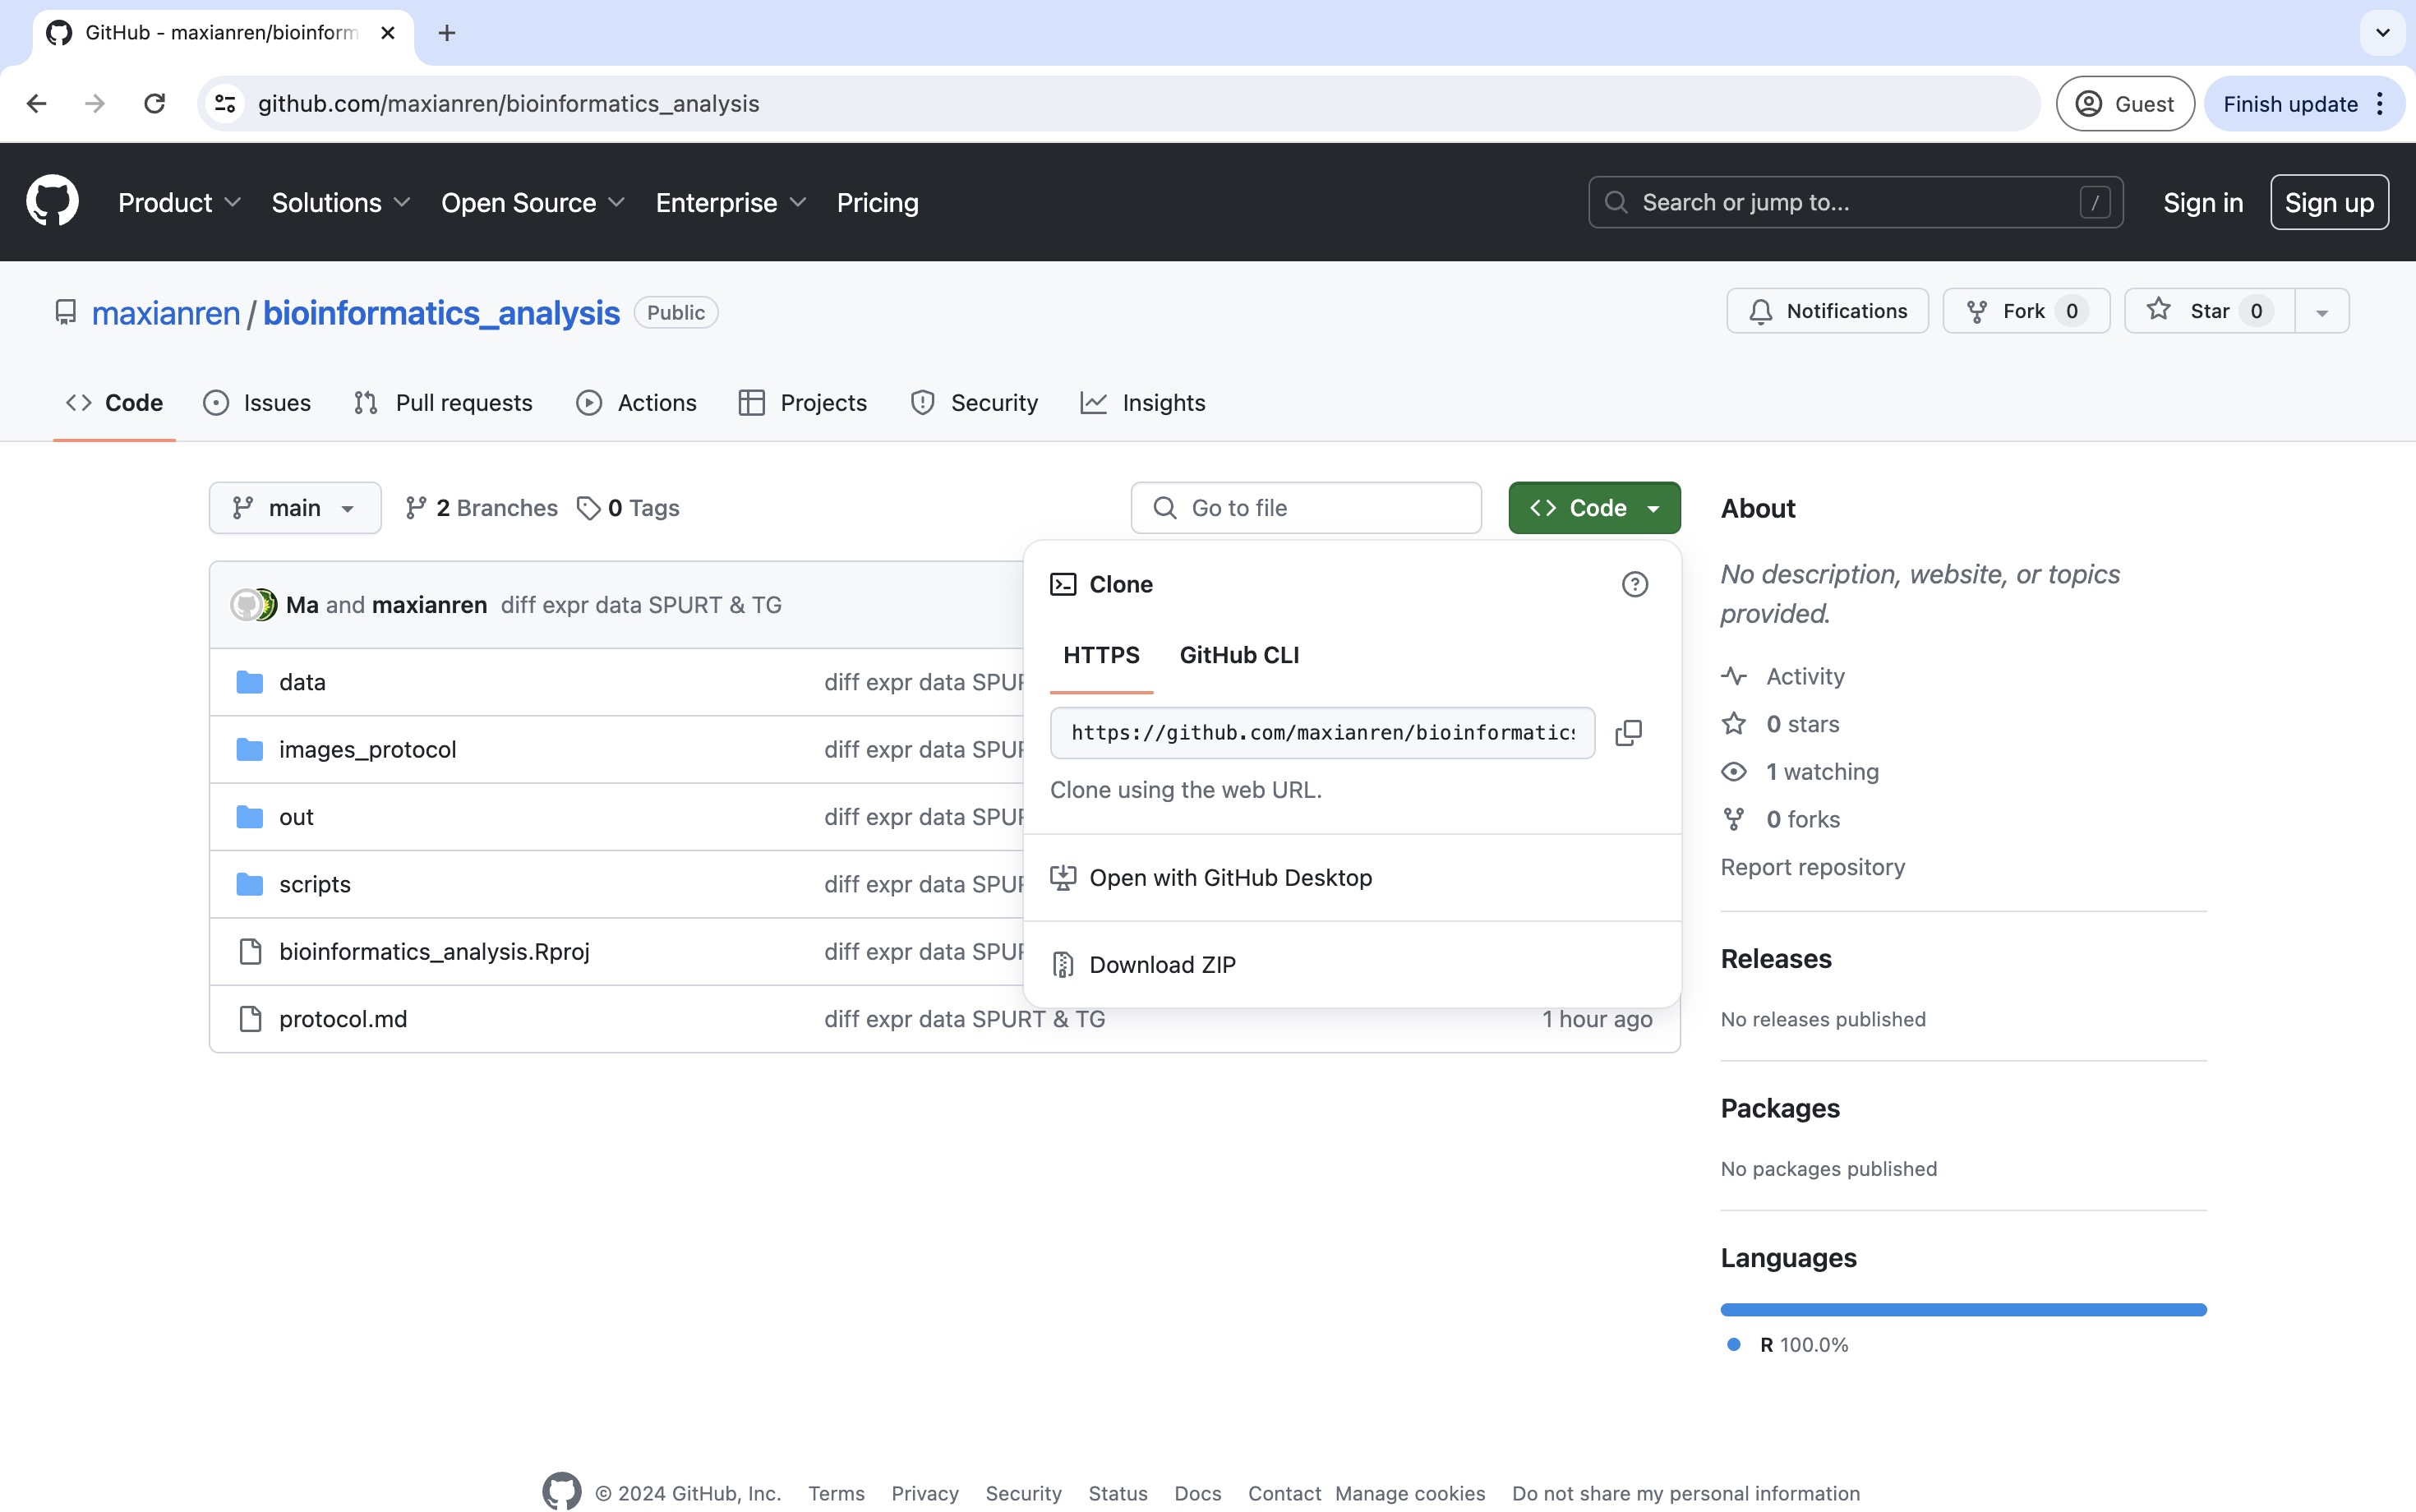 GitHub - maxianren/bioinform
github.com/maxianren/bioinformatics_analysis
Guest
Finish update
Product
Solutions
Open Source
Enterprise
Pricing
Search or jump to...
/
Sign in
Sign up
maxianren / bioinformatics_analysis
Public
Notifications
Fork 0
Star 0
Code
Issues
Pull requests
Actions
Projects
Security
Insights
main
2 Branches
0 Tags
Go to file
Code
Ma and maxianren diff expr data SPURT & TG
data
diff expr data SPUR
images_protocol
diff expr data SPUR
out
diff expr data SPUR
scripts
diff expr data SPUR
bioinformatics_analysis.Rproj
diff expr data SPUR
protocol.md
diff expr data SPURT & TG
1 hour ago
Clone
HTTPS
GitHub CLI
https://github.com/maxianren/bioinformatics
Clone using the web URL.
Open with GitHub Desktop
Download ZIP
About
No description, website, or topics
provided.
Activity
0 stars
1 watching
0 forks
Report repository
Releases
No releases published
Packages
No packages published
Languages
R 100.0%
© 2024 GitHub, Inc.
Terms
Privacy
Security
Status
Docs
Contact
Manage cookies
Do not share my personal information